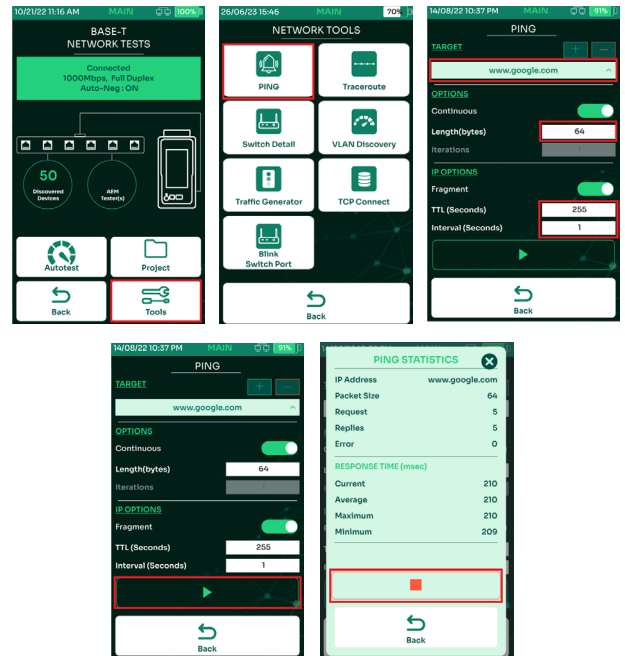 10/21/22 11:16 AM MAIN 100%
BASE-T
NETWORK TESTS
Connected
1000Mbps, Full Duplex
Auto-Neg : ON
50
Discovered
Devices
AEM
Tester(s)
Autotest
Project
Back
Tools
26/06/23 15:46 MAIN 70%
NETWORK TOOLS
PING
Traceroute
Switch Detail
VLAN Discovery
Traffic Generator
TCP Connect
Blink
Switch Port
Back
14/08/22 10:37 PM MAIN 91%
PING
TARGET + −
www.google.com
OPTIONS
Continuous
Length(bytes) 64
Iterations 1
IP OPTIONS
Fragment
TTL (Seconds) 255
Interval (Seconds) 1
Back
14/08/22 10:37 PM MAIN 91%
PING
TARGET + −
www.google.com
OPTIONS
Continuous
Length(bytes) 64
Iterations 1
IP OPTIONS
Fragment
TTL (Seconds) 255
Interval (Seconds) 1
Back
PING STATISTICS
IP Address www.google.com
Packet Size 64
Request 5
Replies 5
Error 0
RESPONSE TIME (msec)
Current 210
Average 210
Maximum 210
Minimum 209
Back